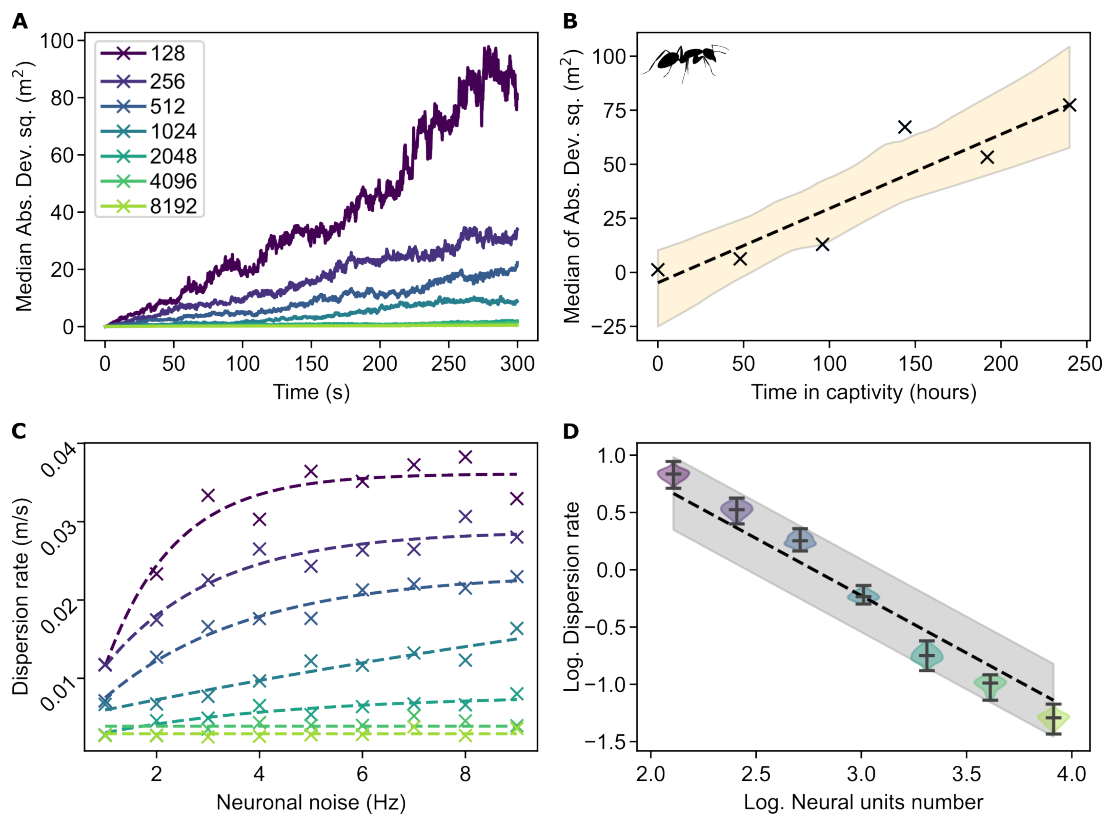 A
Median Abs. Dev. sq. (m²)
100
80
60
40
20
0
128
256
512
1024
2048
4096
8192
0 50 100 150 200 250 300
Time (s)
B
Median of Abs. Dev. sq. (m²)
100
75
50
25
0
−25
0 50 100 150 200 250
Time in captivity (hours)
C
Dispersion rate (m/s)
0.04
0.03
0.02
0.01
2 4 6 8
Neuronal noise (Hz)
D
Log. Dispersion rate
1.0
0.5
0.0
−0.5
−1.0
−1.5
2.0 2.5 3.0 3.5 4.0
Log. Neural units number